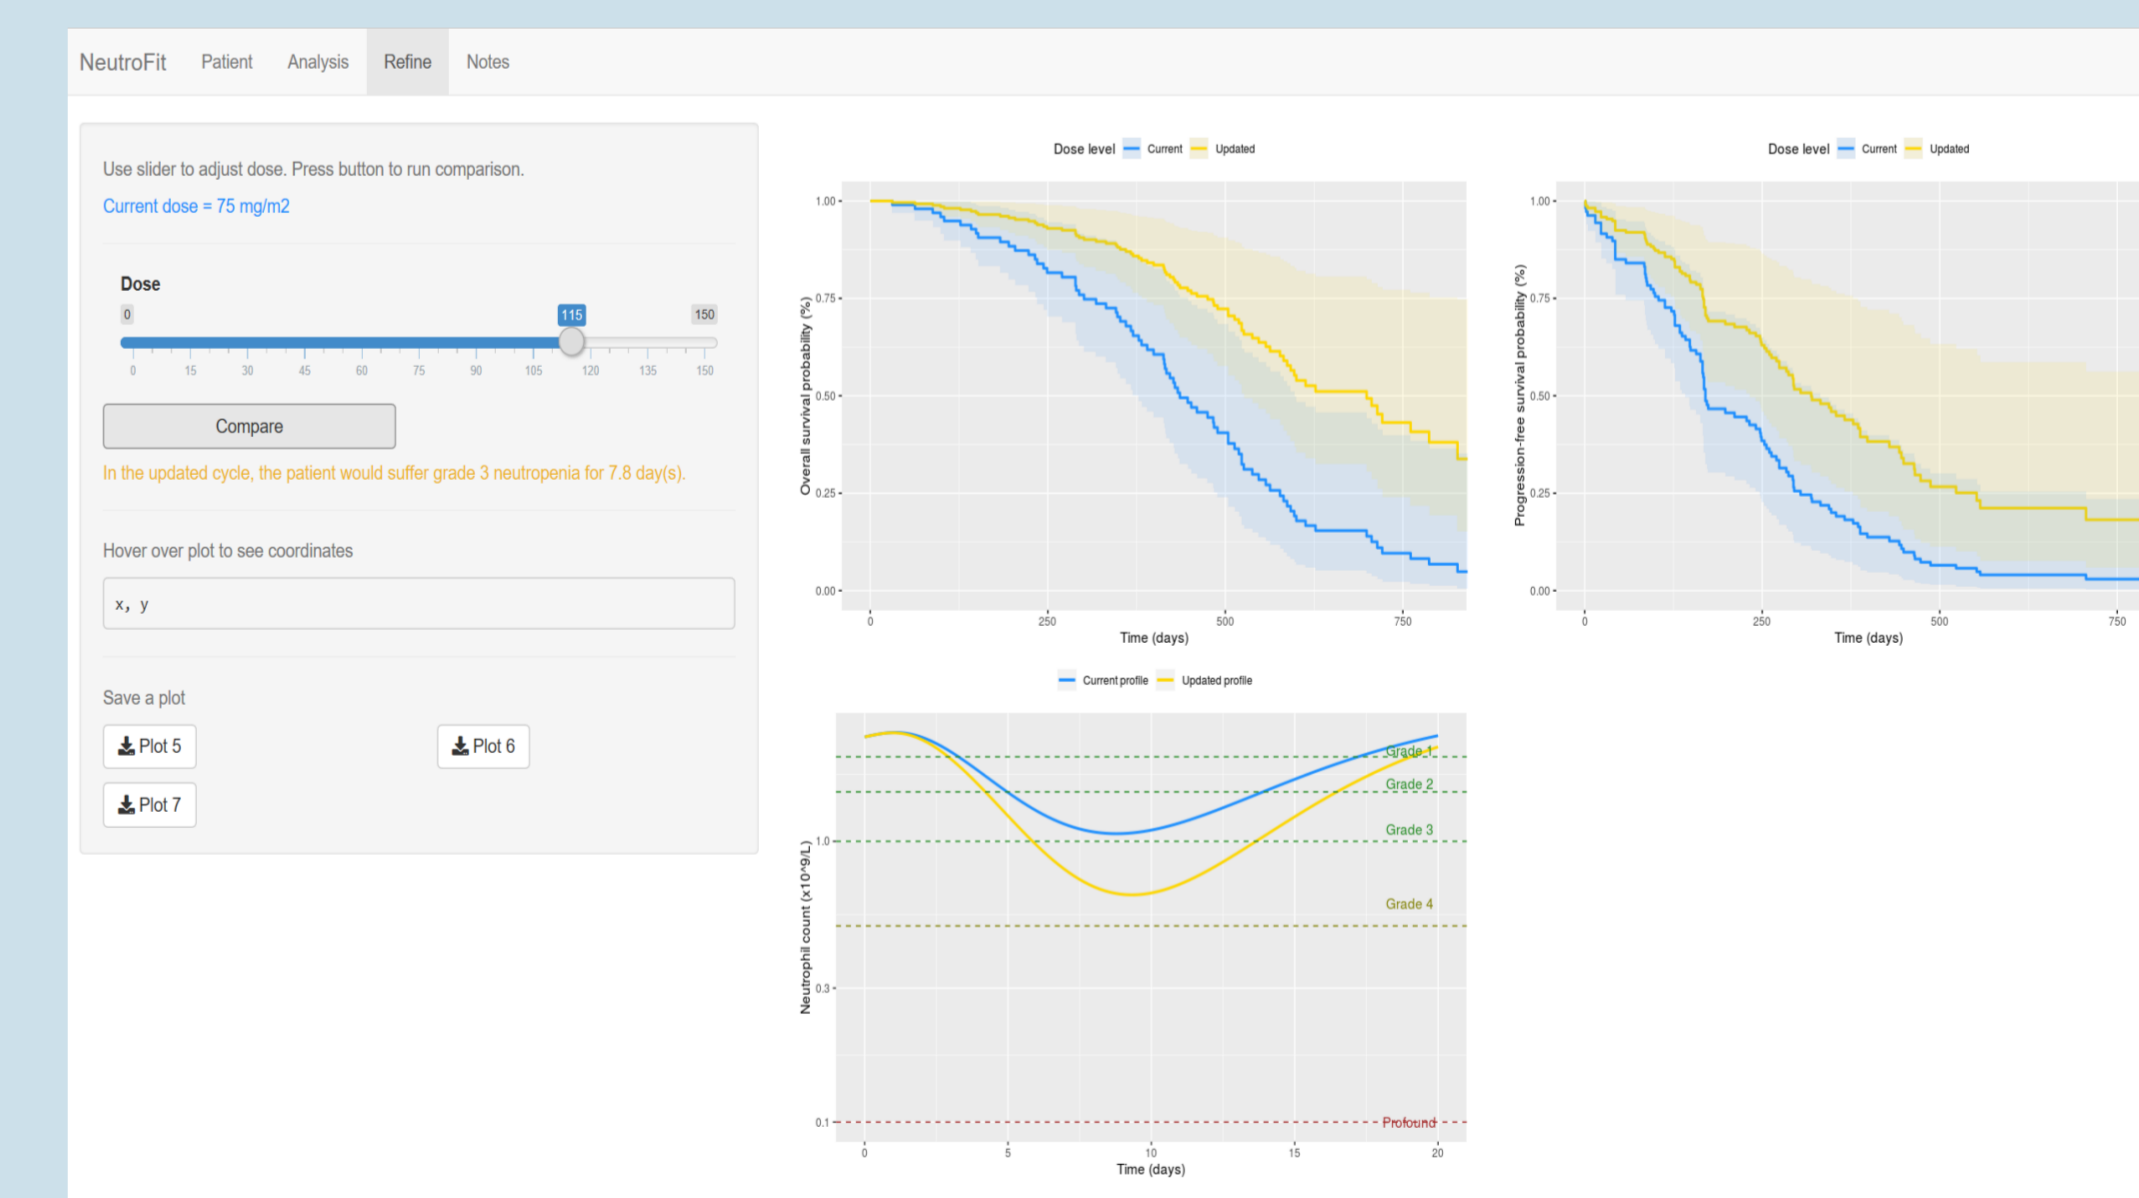 NeutroFit Patient Analysis Refine Notes
Use slider to adjust dose. Press button to run comparison.
Current dose = 75 mg/m2
Dose
0 115 150
0 15 30 45 60 75 90 105 120 135 150
Compare
In the updated cycle, the patient would suffer grade 3 neutropenia for 7.8 day(s).
Hover over plot to see coordinates
x, y
Save a plot
Plot 5 Plot 6
Plot 7
Dose level Current Updated
Overall survival probability (%)
1.00
0.75
0.50
0.25
0.00
0 250 500 750
Time (days)
Dose level Current Updated
Progression-free survival probability (%)
1.00
0.75
0.50
0.25
0.00
0 250 500 750
Time (days)
Current profile Updated profile
Neutrophil count (x10^9/L)
1.0
0.3
0.1
Grade 1
Grade 2
Grade 3
Grade 4
Profound
0 5 10 15 20
Time (days)